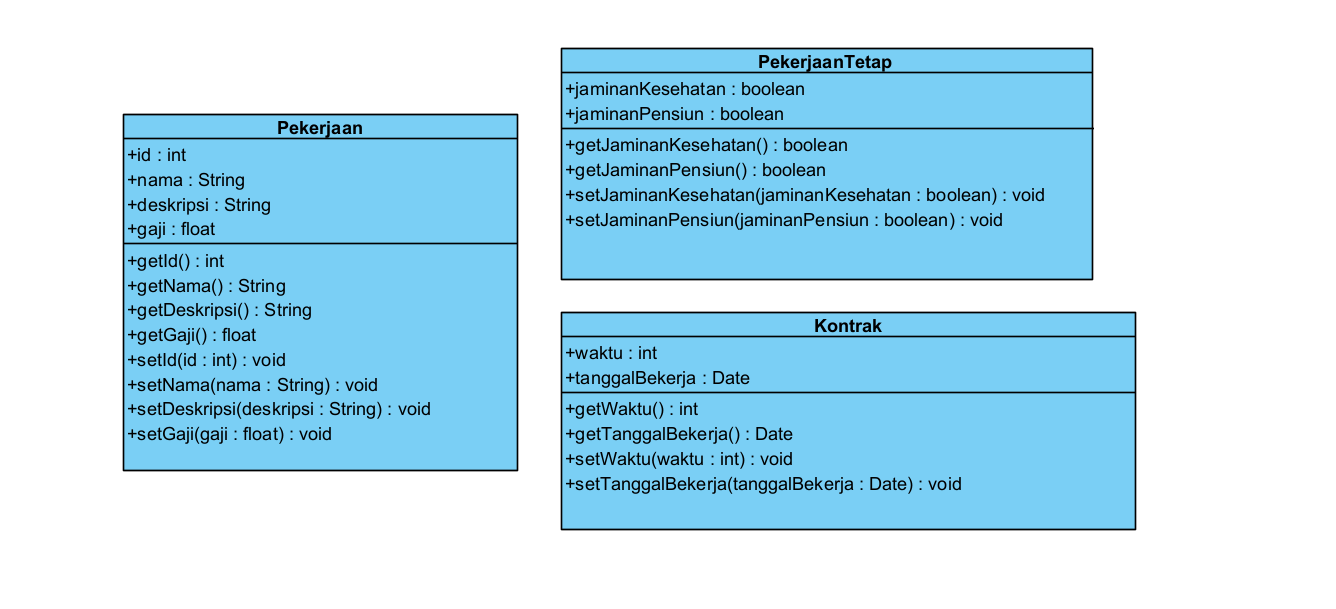 Pekerjaan
+id : int
+nama : String
+deskripsi : String
+gaji : float
+getId() : int
+getNama() : String
+getDeskripsi() : String
+getGaji() : float
+setId(id : int) : void
+setNama(nama : String) : void
+setDeskripsi(deskripsi : String) : void
+setGaji(gaji : float) : void
PekerjaanTetap
+jaminanKesehatan : boolean
+jaminanPensiun : boolean
+getJaminanKesehatan() : boolean
+getJaminanPensiun() : boolean
+setJaminanKesehatan(jaminanKesehatan : boolean) : void
+setJaminanPensiun(jaminanPensiun : boolean) : void
Kontrak
+waktu : int
+tanggalBekerja : Date
+getWaktu() : int
+getTanggalBekerja() : Date
+setWaktu(waktu : int) : void
+setTanggalBekerja(tanggalBekerja : Date) : void